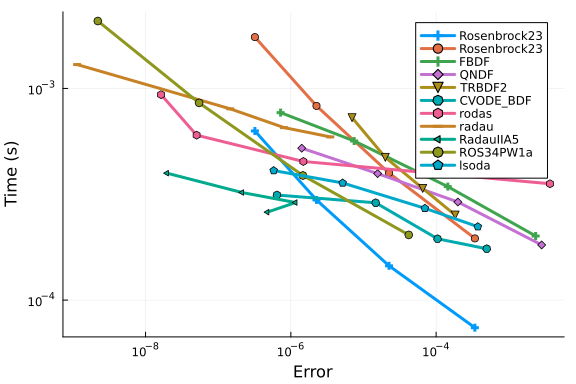 Rosenbrock23
Rosenbrock23
FBDF
QNDF
TRBDF2
CVODE_BDF
rodas
radau
RadauIIA5
ROS34PW1a
lsoda
Time (s)
10⁻³
10⁻⁴
10⁻⁸
10⁻⁶
10⁻⁴
Error